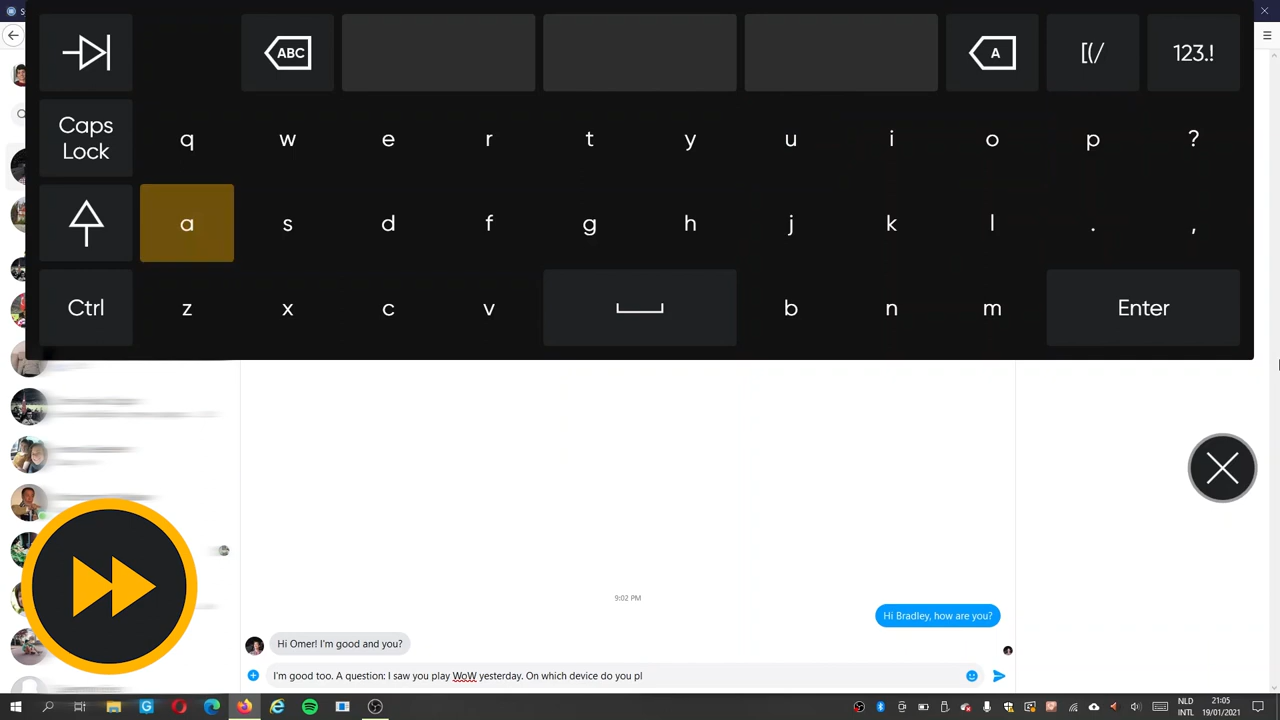 ABC
A
[(/
123.!
Caps
Lock
q w e r t y u i o p ?
a s d f g h j k l . ,
Ctrl
z x c v b n m
Enter
9:02 PM
Hi Bradley, how are you?
Hi Omer! I'm good and you?
I'm good too. A question: I saw you play WoW yesterday. On which device do you pl
NLD
INTL
21:05
19/01/2021